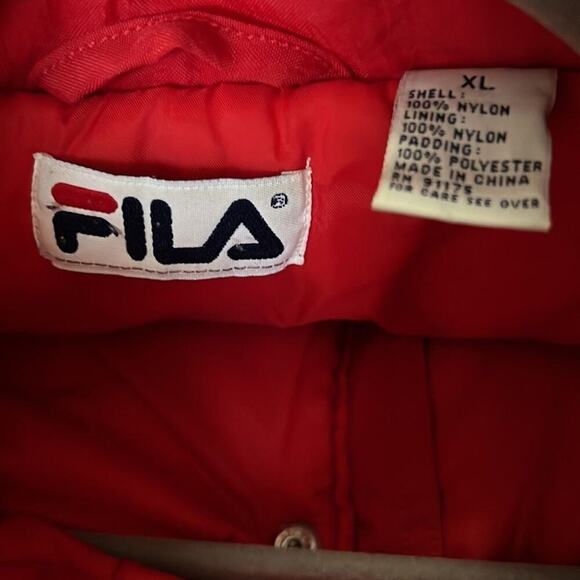 FILA®
XL
SHELL:
100% NYLON
LINING:
100% NYLON
PADDING:
100% POLYESTER
MADE IN CHINA
RN 91175
FOR CARE SEE OVER